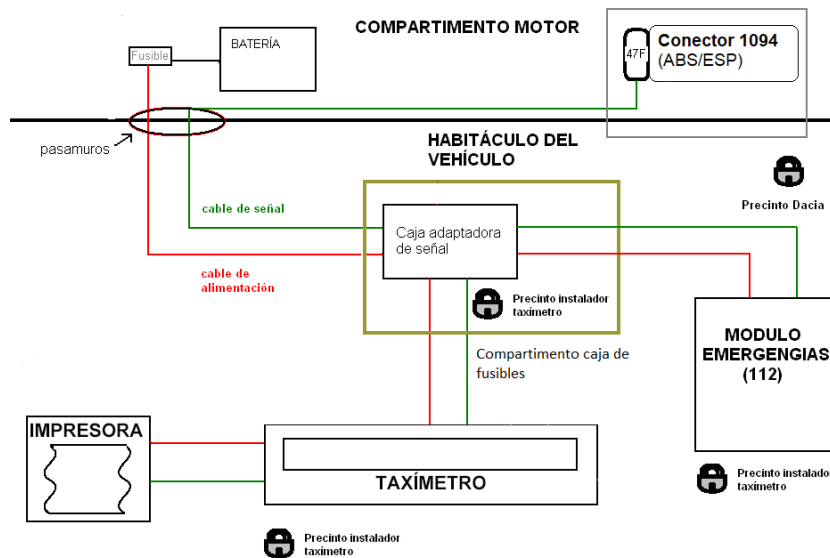 COMPARTIMENTO MOTOR
BATERÍA
Fusible
47F
Conector 1094
(ABS/ESP)
pasamuros
HABITÁCULO DEL
VEHÍCULO
Precinto Dacia
cable de señal
Caja adaptadora
de señal
cable de
alimentación
Precinto instalador
taxímetro
Compartimento caja de
fusibles
MODULO
EMERGENGIAS
(112)
IMPRESORA
TAXÍMETRO
Precinto instalador
taxímetro
Precinto instalador
taxímetro